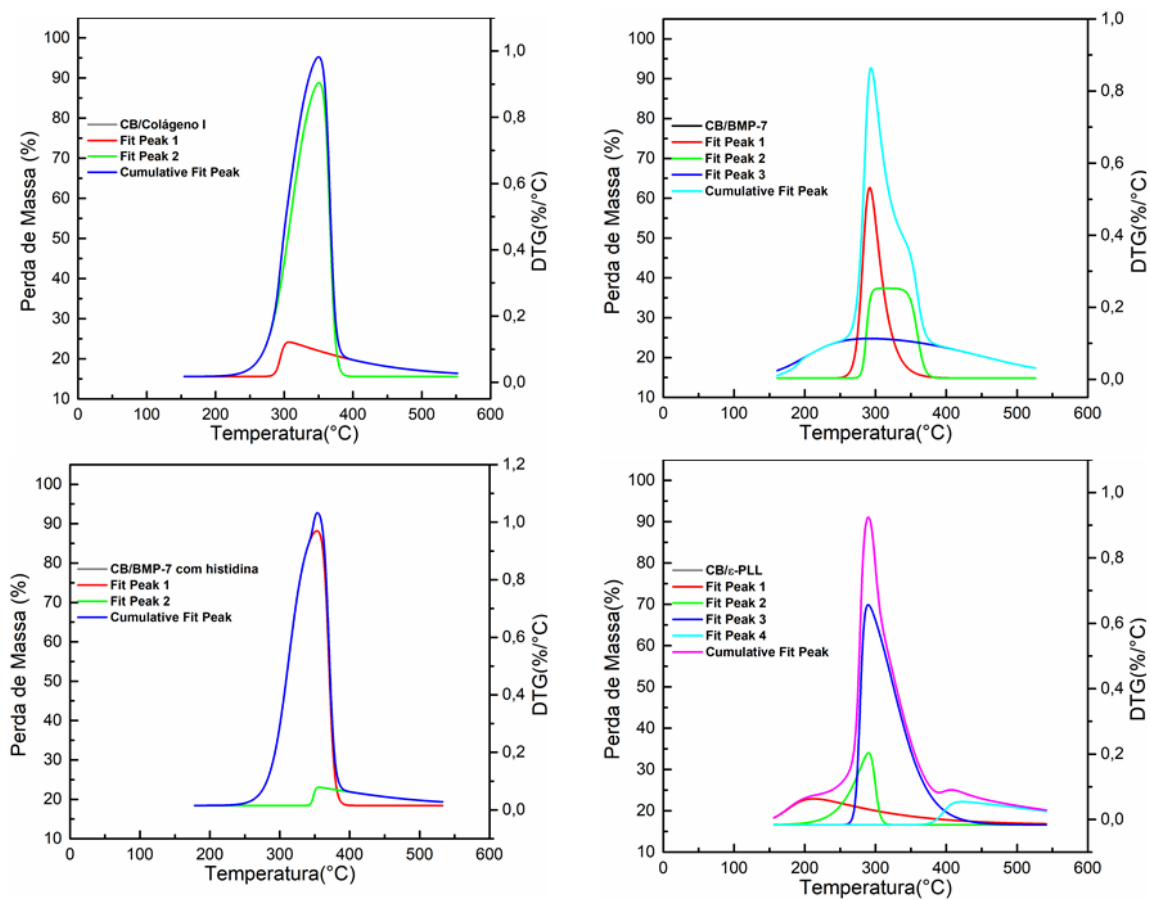 100
90
80
70
60
50
40
30
20
10
Perda de Massa (%)
CB/Colágeno I
Fit Peak 1
Fit Peak 2
Cumulative Fit Peak
1,0
0,8
0,6
0,4
0,2
0,0
DTG(%/°C)
0 100 200 300 400 500 600
Temperatura(°C)
100
90
80
70
60
50
40
30
20
10
Perda de Massa (%)
CB/BMP-7
Fit Peak 1
Fit Peak 2
Fit Peak 3
Cumulative Fit Peak
1,0
0,8
0,6
0,4
0,2
0,0
DTG(%/°C)
0 100 200 300 400 500 600
Temperatura(°C)
100
90
80
70
60
50
40
30
20
10
Perda de Massa (%)
CB/BMP-7 com histidina
Fit Peak 1
Fit Peak 2
Cumulative Fit Peak
1,2
1,0
0,8
0,6
0,4
0,2
0,0
DTG(%/°C)
0 100 200 300 400 500 600
Temperatura(°C)
100
90
80
70
60
50
40
30
20
10
Perda de Massa(%)
CB/ε-PLL
Fit Peak 1
Fit Peak 2
Fit Peak 3
Fit Peak 4
Cumulative Fit Peak
1,0
0,8
0,6
0,4
0,2
0,0
DTG(%/°C)
0 100 200 300 400 500 600
Temperatura(°C)